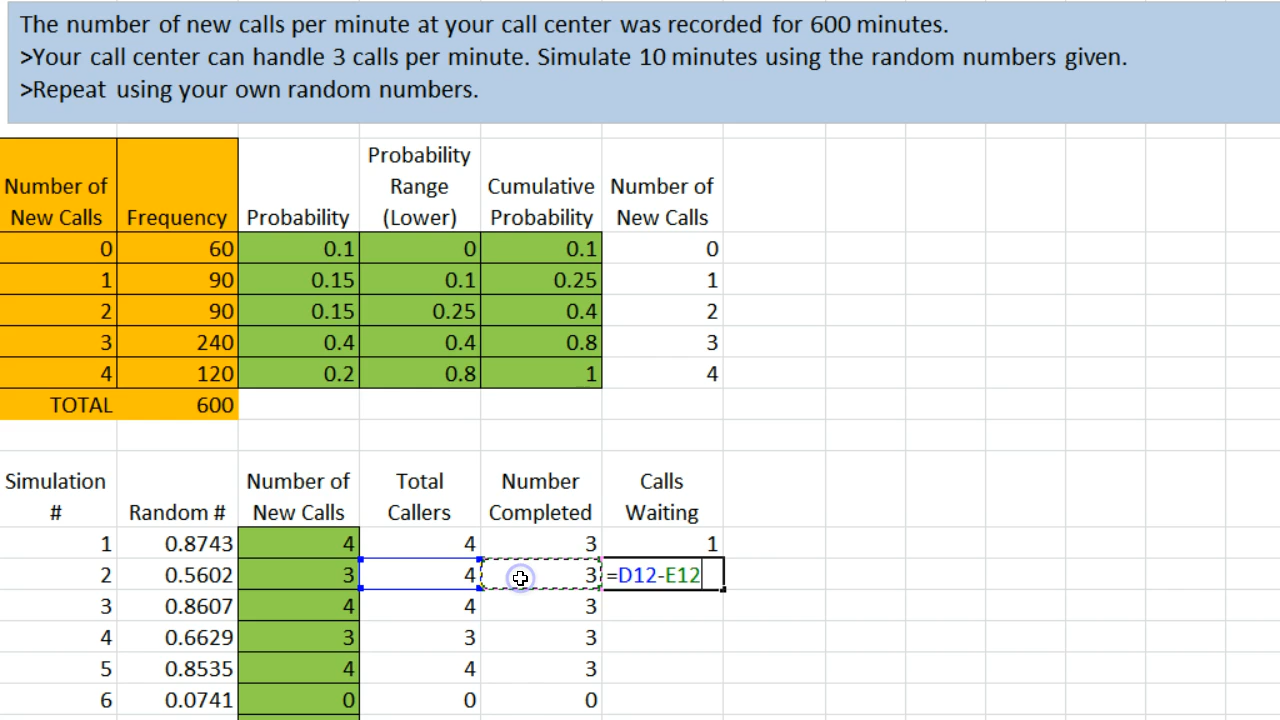 The number of new calls per minute at your call center was recorded for 600 minutes.
>Your call center can handle 3 calls per minute. Simulate 10 minutes using the random numbers given.
>Repeat using your own random numbers.
Number of New Calls Frequency Probability Probability Range (Lower) Cumulative Probability Number of New Calls
0 60 0.1 0 0.1 0
1 90 0.15 0.1 0.25 1
2 90 0.15 0.25 0.4 2
3 240 0.4 0.4 0.8 3
4 120 0.2 0.8 1 4
TOTAL 600
Simulation # Random # Number of New Calls Total Callers Number Completed Calls Waiting
1 0.8743 4 4 3 1
2 0.5602 3 4 3 =D12-E12
3 0.8607 4 4 3
4 0.6629 3 3 3
5 0.8535 4 4 3
6 0.0741 0 0 0